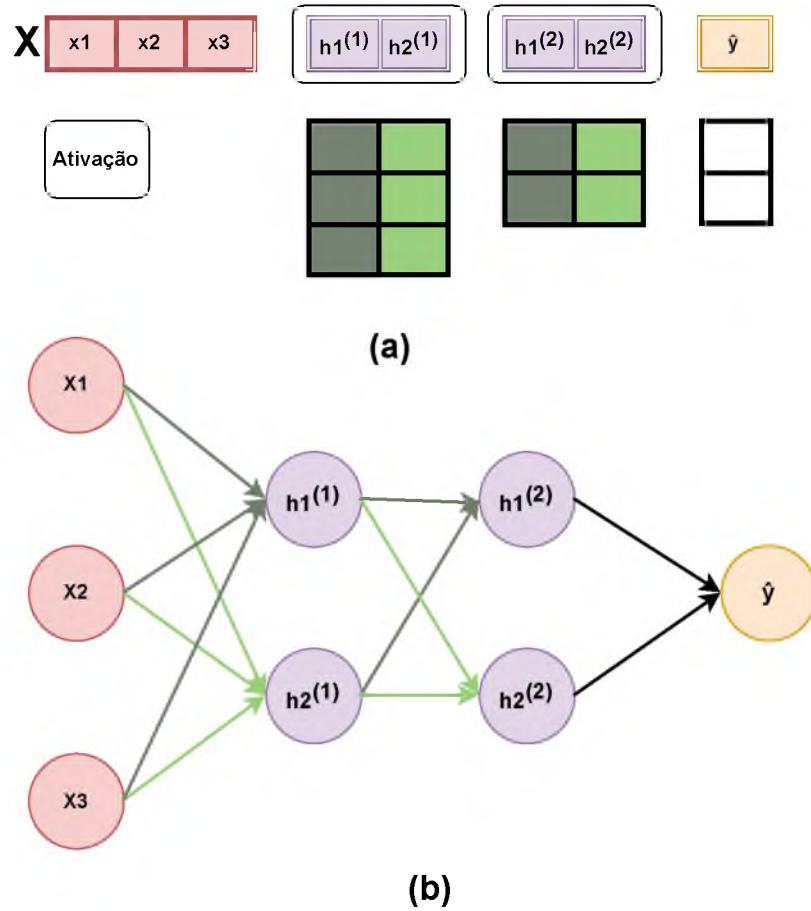 X x1 x2 x3 h1(1) h2(1) h1(2) h2(2) ŷ
Ativação
(a)
X1
h1(1) h1(2)
X2 ŷ
h2(1) h2(2)
X3
(b)